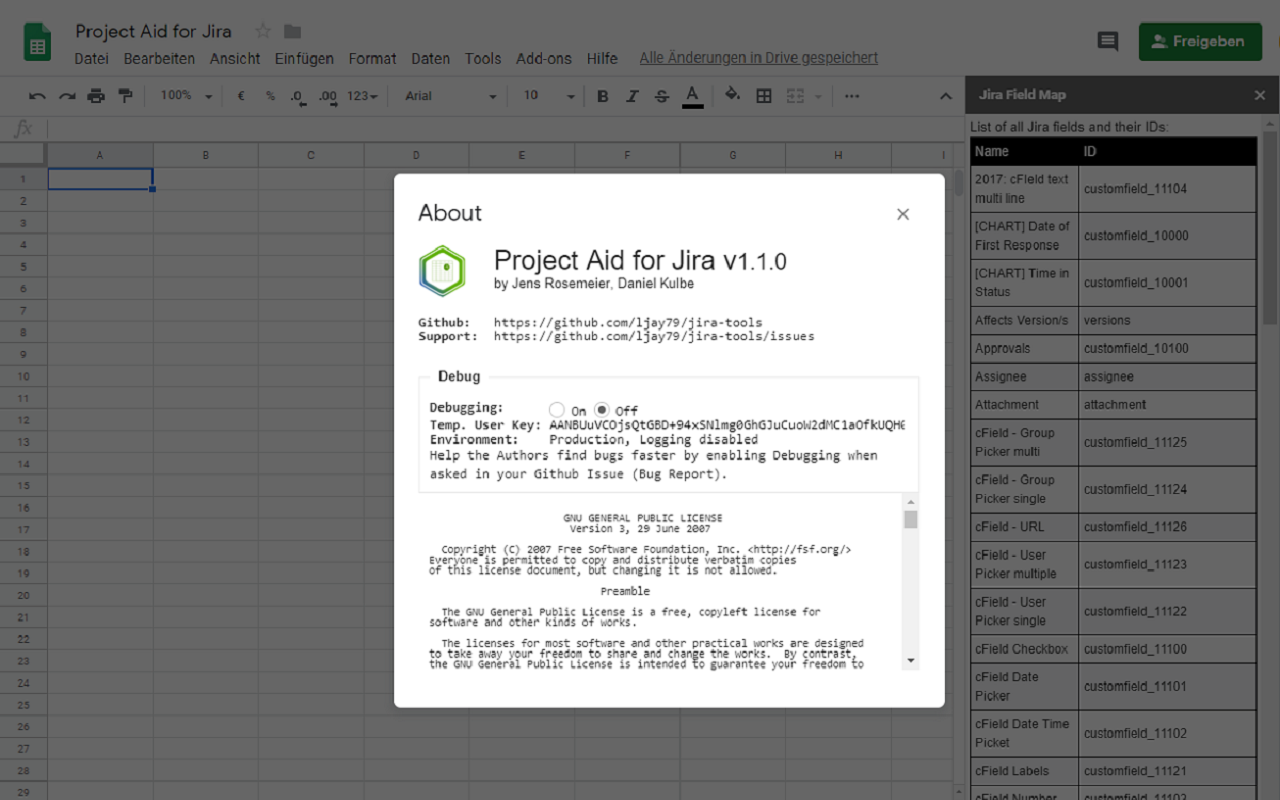 Project Aid for Jira
Datei Bearbeiten Ansicht Einfügen Format Daten Tools Add-ons Hilfe Alle Änderungen in Drive gespeichert
Freigeben
100% € % .0 .00 123 Arial 10 B I S A
fx
A B C D E F G H I
1
2
3
4
5
6
7
8
9
10
11
12
13
14
15
16
17
18
19
20
21
22
23
24
25
26
27
28
29
About
Project Aid for Jira v1.1.0
by Jens Rosemeier, Daniel Kulbe
Github: https://github.com/ljay79/jira-tools
Support: https://github.com/ljay79/jira-tools/issues
Debug
Debugging: On Off
Temp. User Key:
Environment: Production, Logging disabled
Help the Authors find bugs faster by enabling Debugging when
asked in your Github Issue (Bug Report).
GNU GENERAL PUBLIC LICENSE
Version 3, 29 June 2007
Copyright (C) 2007 Free Software Foundation, Inc. <http://fsf.org/>
Everyone is permitted to copy and distribute verbatim copies
of this license document, but changing it is not allowed.
Preamble
The GNU General Public License is a free, copyleft license for
software and other kinds of works.
The licenses for most software and other practical works are designed
to take away your freedom to share and change the works. By contrast,
the GNU General Public License is intended to guarantee your freedom to
Jira Field Map
List of all Jira fields and their IDs:
Name ID
2017: cField text
multi line
customfield_11104
[CHART] Date of
First Response
customfield_10000
[CHART] Time in
Status
customfield_10001
Affects Version/s versions
Approvals customfield_10100
Assignee assignee
Attachment attachment
cField - Group
Picker multi
customfield_11125
cField - Group
Picker single
customfield_11124
cField - URL customfield_11126
cField - User
Picker multiple
customfield_11123
cField - User
Picker single
customfield_11122
cField Checkbox customfield_11100
cField Date
Picker
customfield_11101
cField Date Time
Picket
customfield_11102
cField Labels customfield_11121
cField Number customfield_11103